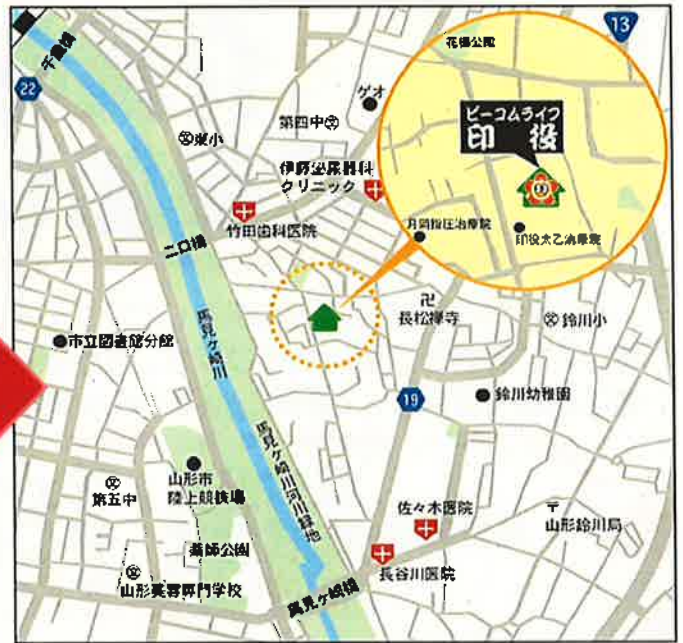 13
花楯公園
22
千歳橋
ゲオ
第四中
東小
ビーコムライフ
印 役
伊藤泌尿器科
クリニック
月岡指圧治療院
竹田歯科医院
印役太乙治療院
二口橋
卍
長松禅寺
鈴川小
市立図書館分館
馬見ヶ崎川
19
鈴川幼稚園
馬見ヶ崎川河川緑地
山形市
陸上競技場
第五中
佐々木医院
〒
山形鈴川局
薬師公園
長谷川医院
山形美容専門学校
馬見ヶ崎橋